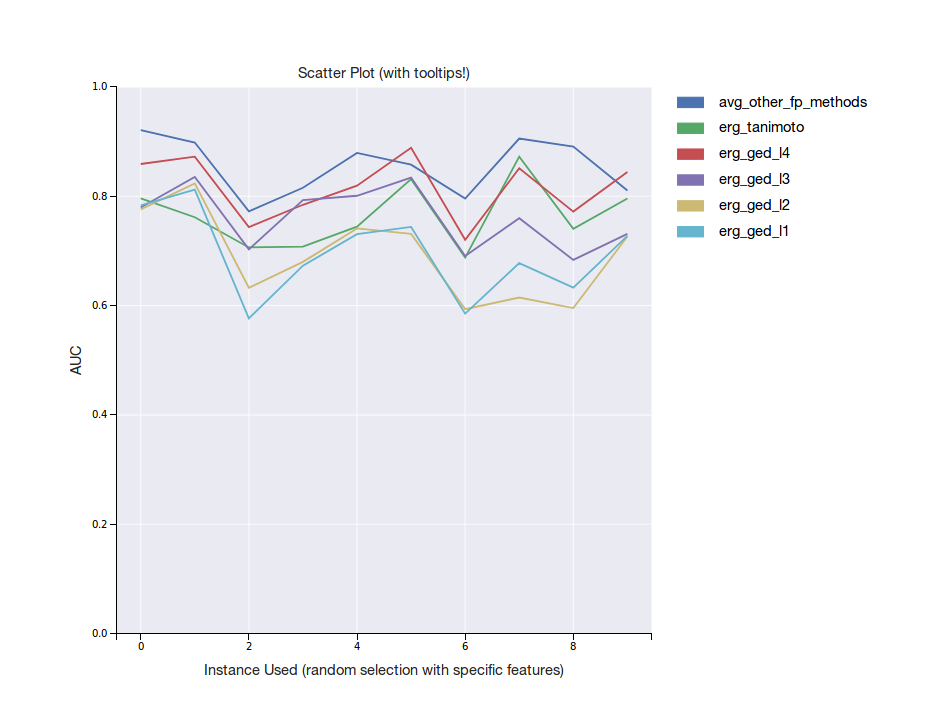 Scatter Plot (with tooltips!)
1.0
0.8
0.6
0.4
0.2
0.0
AUC
0 2 4 6 8
Instance Used (random selection with specific features)
avg_other_fp_methods
erg_tanimoto
erg_ged_l4
erg_ged_l3
erg_ged_l2
erg_ged_l1